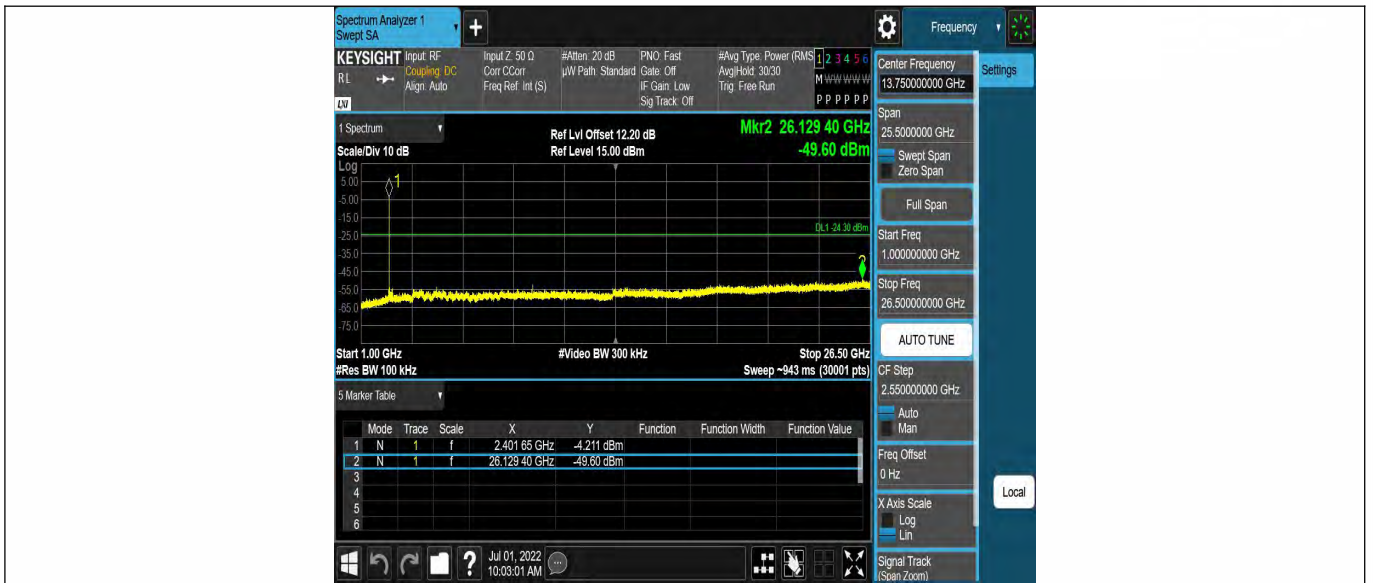 Spectrum Analyzer 1
Swept SA
+
Frequency
KEYSIGHT
R L
LXI
Input: RF
Coupling: DC
Align: Auto
Input Z: 50 Ω
Corr CCorr
Freq Ref: Int (S)
#Atten: 20 dB
µW Path: Standard
PNO: Fast
Gate: Off
IF Gain: Low
Sig Track: Off
#Avg Type: Power (RMS
Avg|Hold: 30/30
Trig: Free Run
1 2 3 4 5 6
M W W W W W
P P P P P P
Center Frequency
13.750000000 GHz
Settings
1 Spectrum
Ref Lvl Offset 12.20 dB
Mkr2 26.129 40 GHz
Scale/Div 10 dB
Ref Level 15.00 dBm
-49.60 dBm
Log
5.00
-5.00
-15.0
-25.0
-35.0
-45.0
-55.0
-65.0
-75.0
1
DL1 -24.30 dBm
2
Start 1.00 GHz
#Video BW 300 kHz
Stop 26.50 GHz
#Res BW 100 kHz
Sweep ~943 ms (30001 pts)
Span
25.5000000 GHz
Swept Span
Zero Span
Full Span
Start Freq
1.000000000 GHz
Stop Freq
26.500000000 GHz
AUTO TUNE
CF Step
2.550000000 GHz
Auto
Man
Freq Offset
0 Hz
X Axis Scale
Log
Lin
Signal Track
(Span Zoom)
Local
5 Marker Table
Mode Trace Scale X Y Function Function Width Function Value
1 N 1 f 2.401 65 GHz -4.211 dBm
2 N 1 f 26.129 40 GHz -49.60 dBm
3
4
5
6
?
Jul 01, 2022
10:03:01 AM